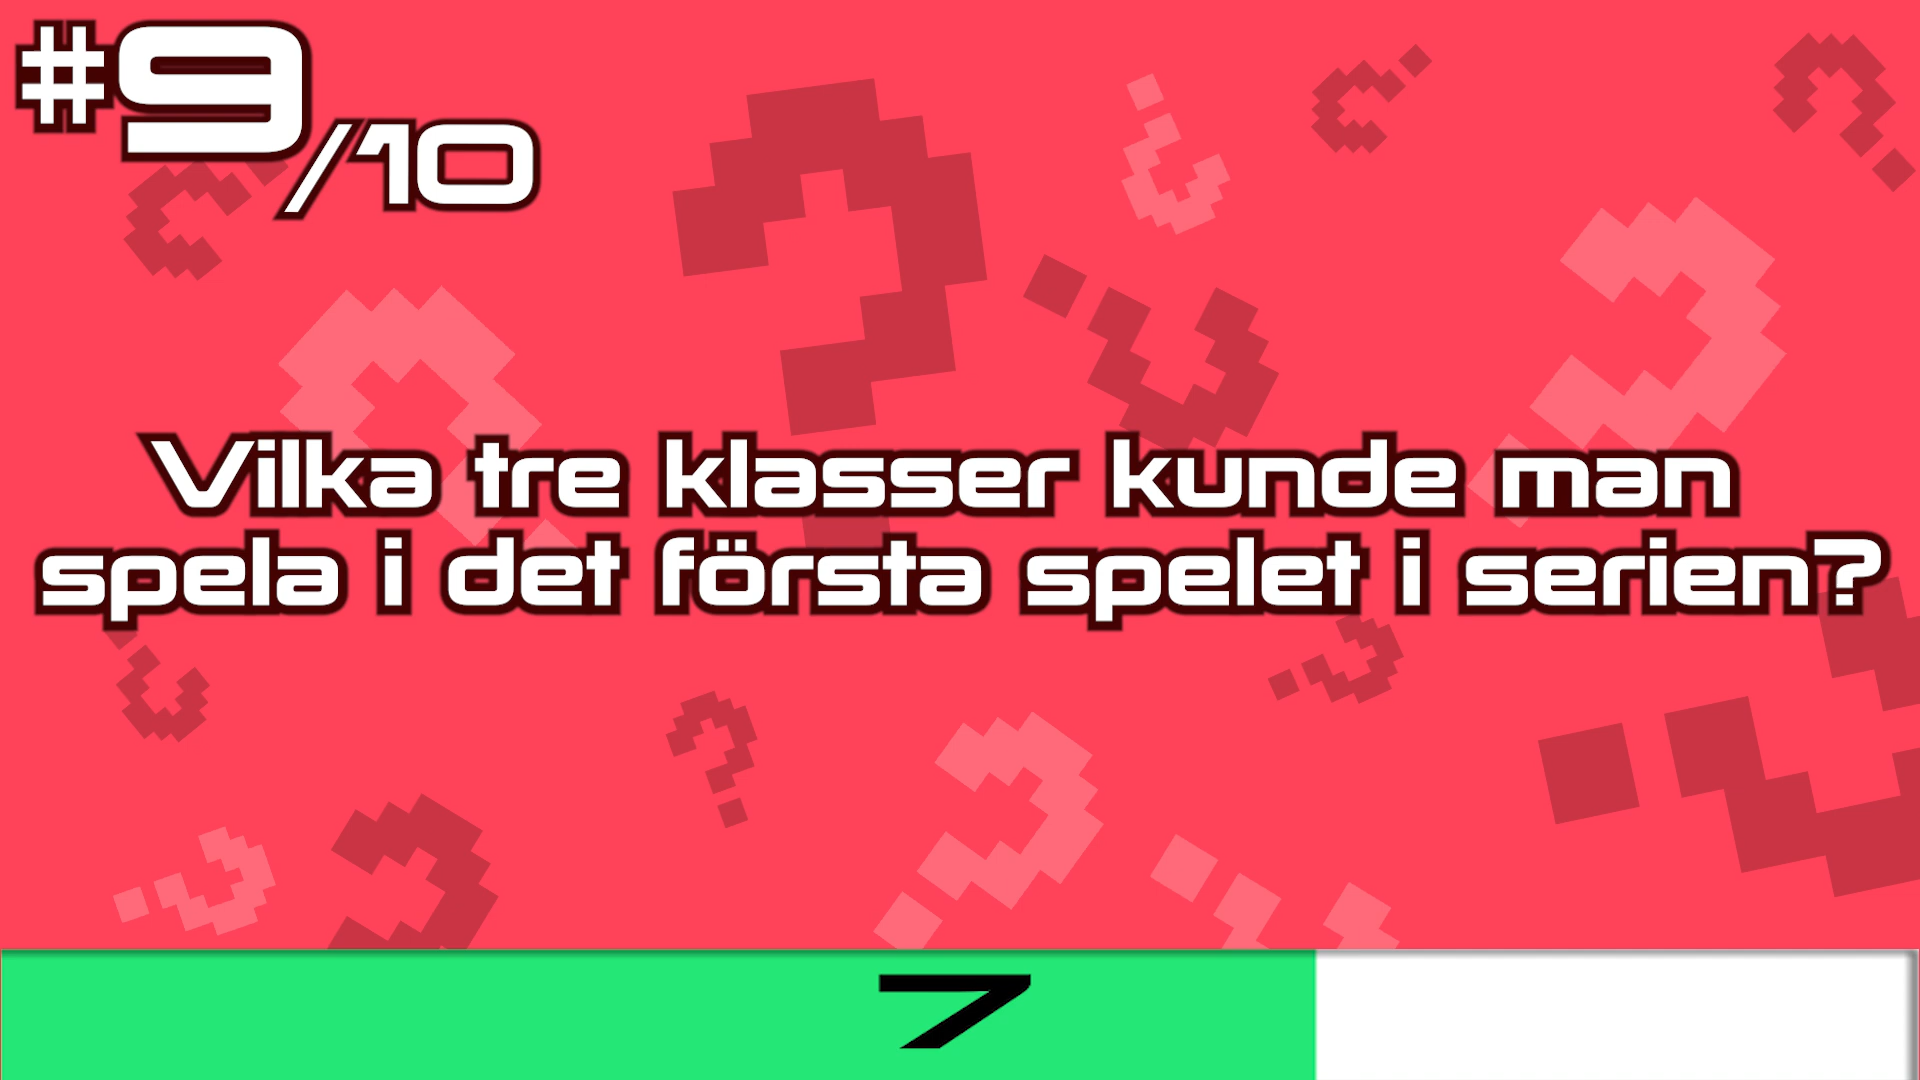 #9/10
Vilka tre klasser kunde man
spela i det första spelet i serien?
7